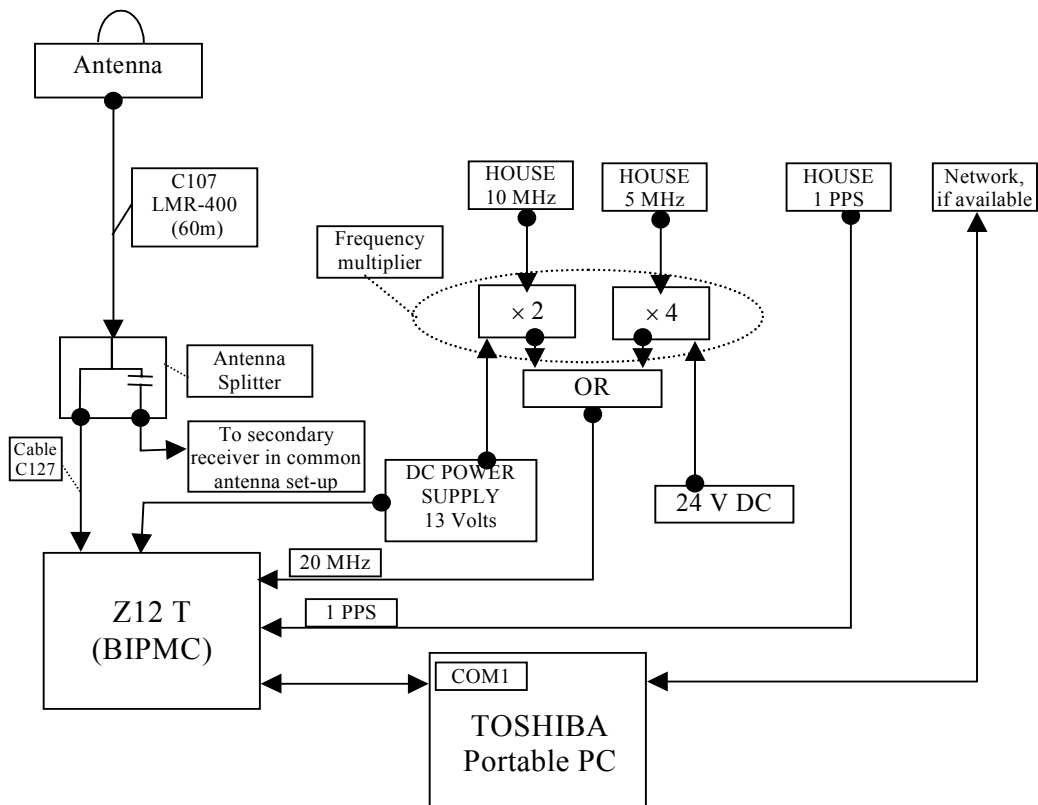 Antenna
C107
LMR-400
(60m)
HOUSE
10 MHz
HOUSE
5 MHz
HOUSE
1 PPS
Network,
if available
Frequency
multiplier
× 2
× 4
Antenna
Splitter
OR
Cable
C127
To secondary
receiver in common
antenna set-up
DC POWER
SUPPLY
13 Volts
24 V DC
20 MHz
1 PPS
Z12 T
(BIPMC)
COM1
TOSHIBA
Portable PC